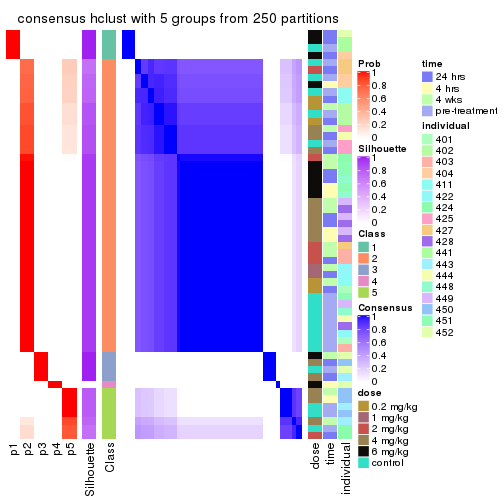 consensus hclust with 5 groups from 250 partitions
Prob
1
0.8
0.6
0.4
0.2
0
Silhouette
1
0.8
0.6
0.4
0.2
0
Class
1
2
3
4
5
Consensus
1
0.8
0.6
0.4
0.2
0
dose
0.2 mg/kg
1 mg/kg
2 mg/kg
4 mg/kg
6 mg/kg
control
time
24 hrs
4 hrs
4 wks
pre-treatment
individual
401
402
403
404
411
422
424
425
427
428
441
443
444
448
449
450
451
452
p1
p2
p3
p4
p5
Silhouette
Class
dose
time
individual